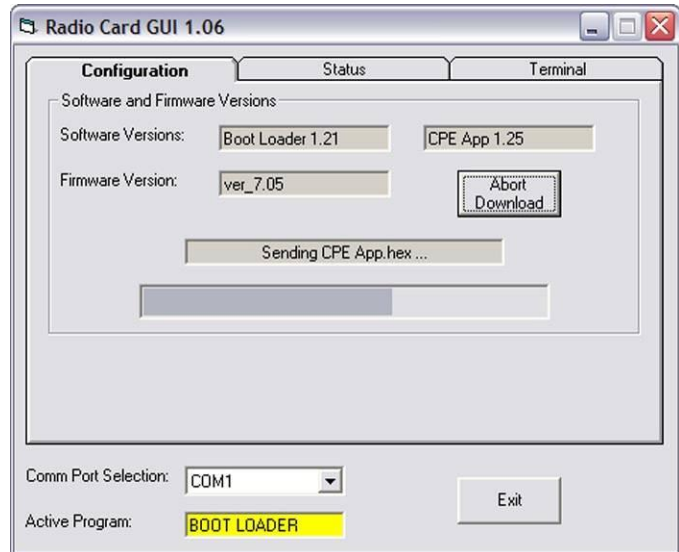 Radio Card GUI 1.06
Configuration Status Terminal
Software and Firmware Versions
Software Versions: Boot Loader 1.21 CPE App 1.25
Firmware Version: ver_7.05
Abort
Download
Sending CPE App.hex ...
Comm Port Selection: COM1
Exit
Active Program: BOOT LOADER